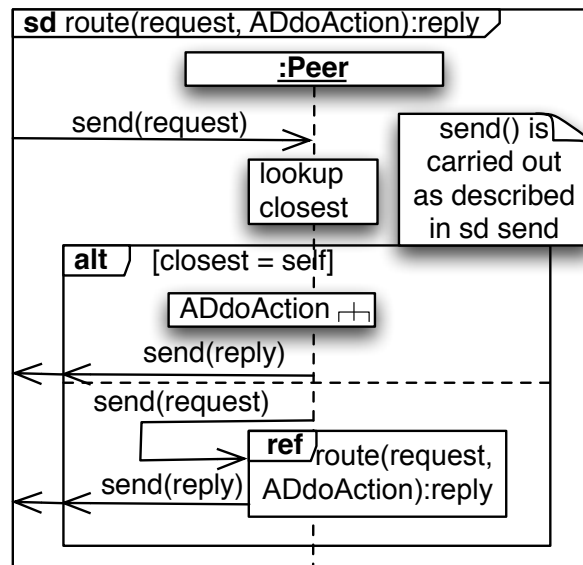 sd route(request, ADdoAction):reply
:Peer
send(request)
send() is
carried out
as described
in sd send
lookup
closest
alt [closest = self]
ADdoAction
send(reply)
send(request)
ref
route(request,
ADdoAction):reply
send(reply)